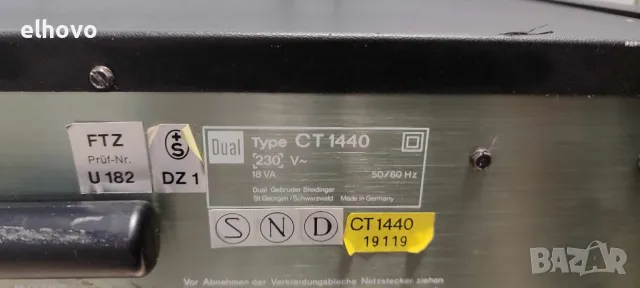 elhovo
FTZ
Prüf-Nr.
U 182
+
S
DZ 1
Dual
Type CT 1440
[230] V~
18 VA
50/60 Hz
Dual Gebrüder Steidinger
St.Georgen/Schwarzwald Made in Germany
S N D
CT 1440
19119
Vor Abnehmen der Verkleidungbleche Netzstecker ziehen
BAZAR